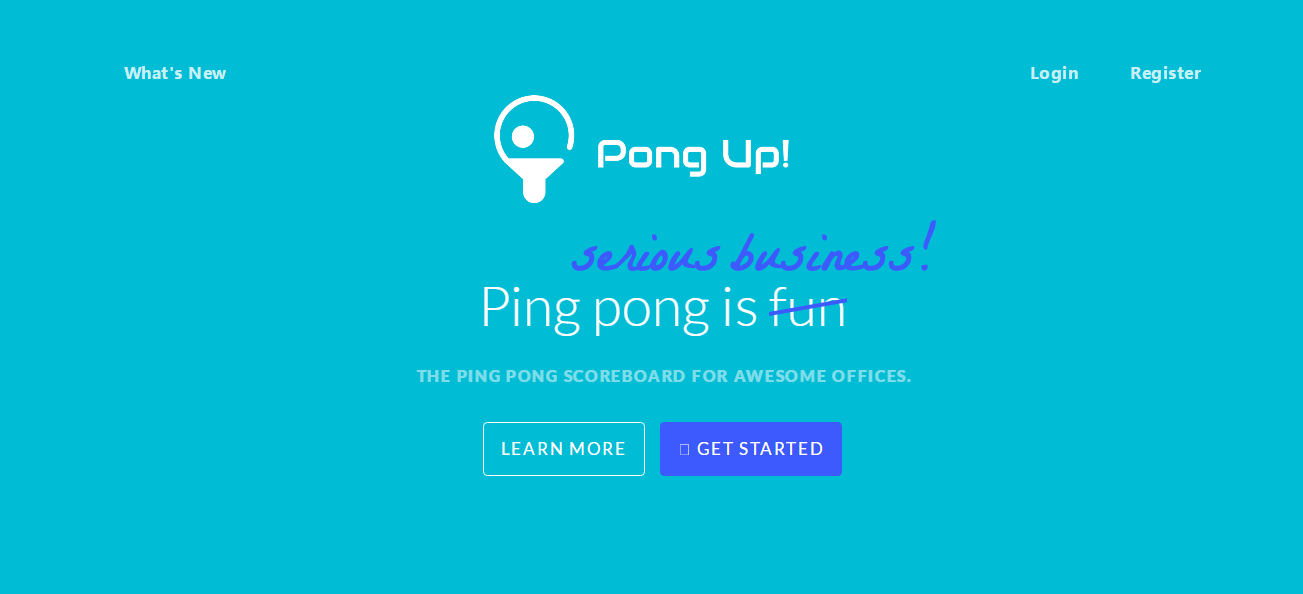 What's New
Login
Register
Pong Up!
serious business!
Ping pong is fun
THE PING PONG SCOREBOARD FOR AWESOME OFFICES.
LEARN MORE
GET STARTED